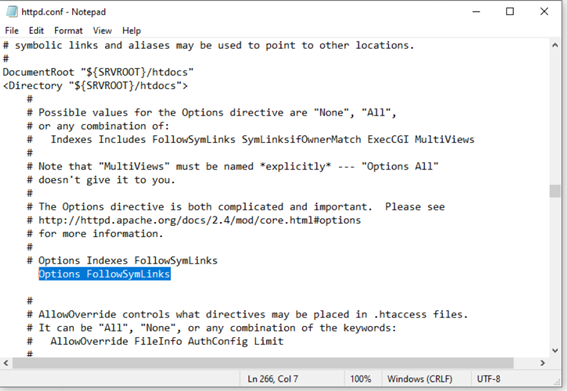 httpd.conf - Notepad
File Edit Format View Help
# symbolic links and aliases may be used to point to other locations.
#
DocumentRoot "${SRVROOT}/htdocs"
<Directory "${SRVROOT}/htdocs">
#
# Possible values for the Options directive are "None", "All",
# or any combination of:
#   Indexes Includes FollowSymLinks SymLinksifOwnerMatch ExecCGI MultiViews
#
# Note that "MultiViews" must be named *explicitly* --- "Options All"
# doesn't give it to you.
#
# The Options directive is both complicated and important.  Please see
# http://httpd.apache.org/docs/2.4/mod/core.html#options
# for more information.
#
# Options Indexes FollowSymLinks
Options FollowSymLinks
#
# AllowOverride controls what directives may be placed in .htaccess files.
# It can be "All", "None", or any combination of the keywords:
#   AllowOverride FileInfo AuthConfig Limit
#
Ln 266, Col 7 100% Windows (CRLF) UTF-8